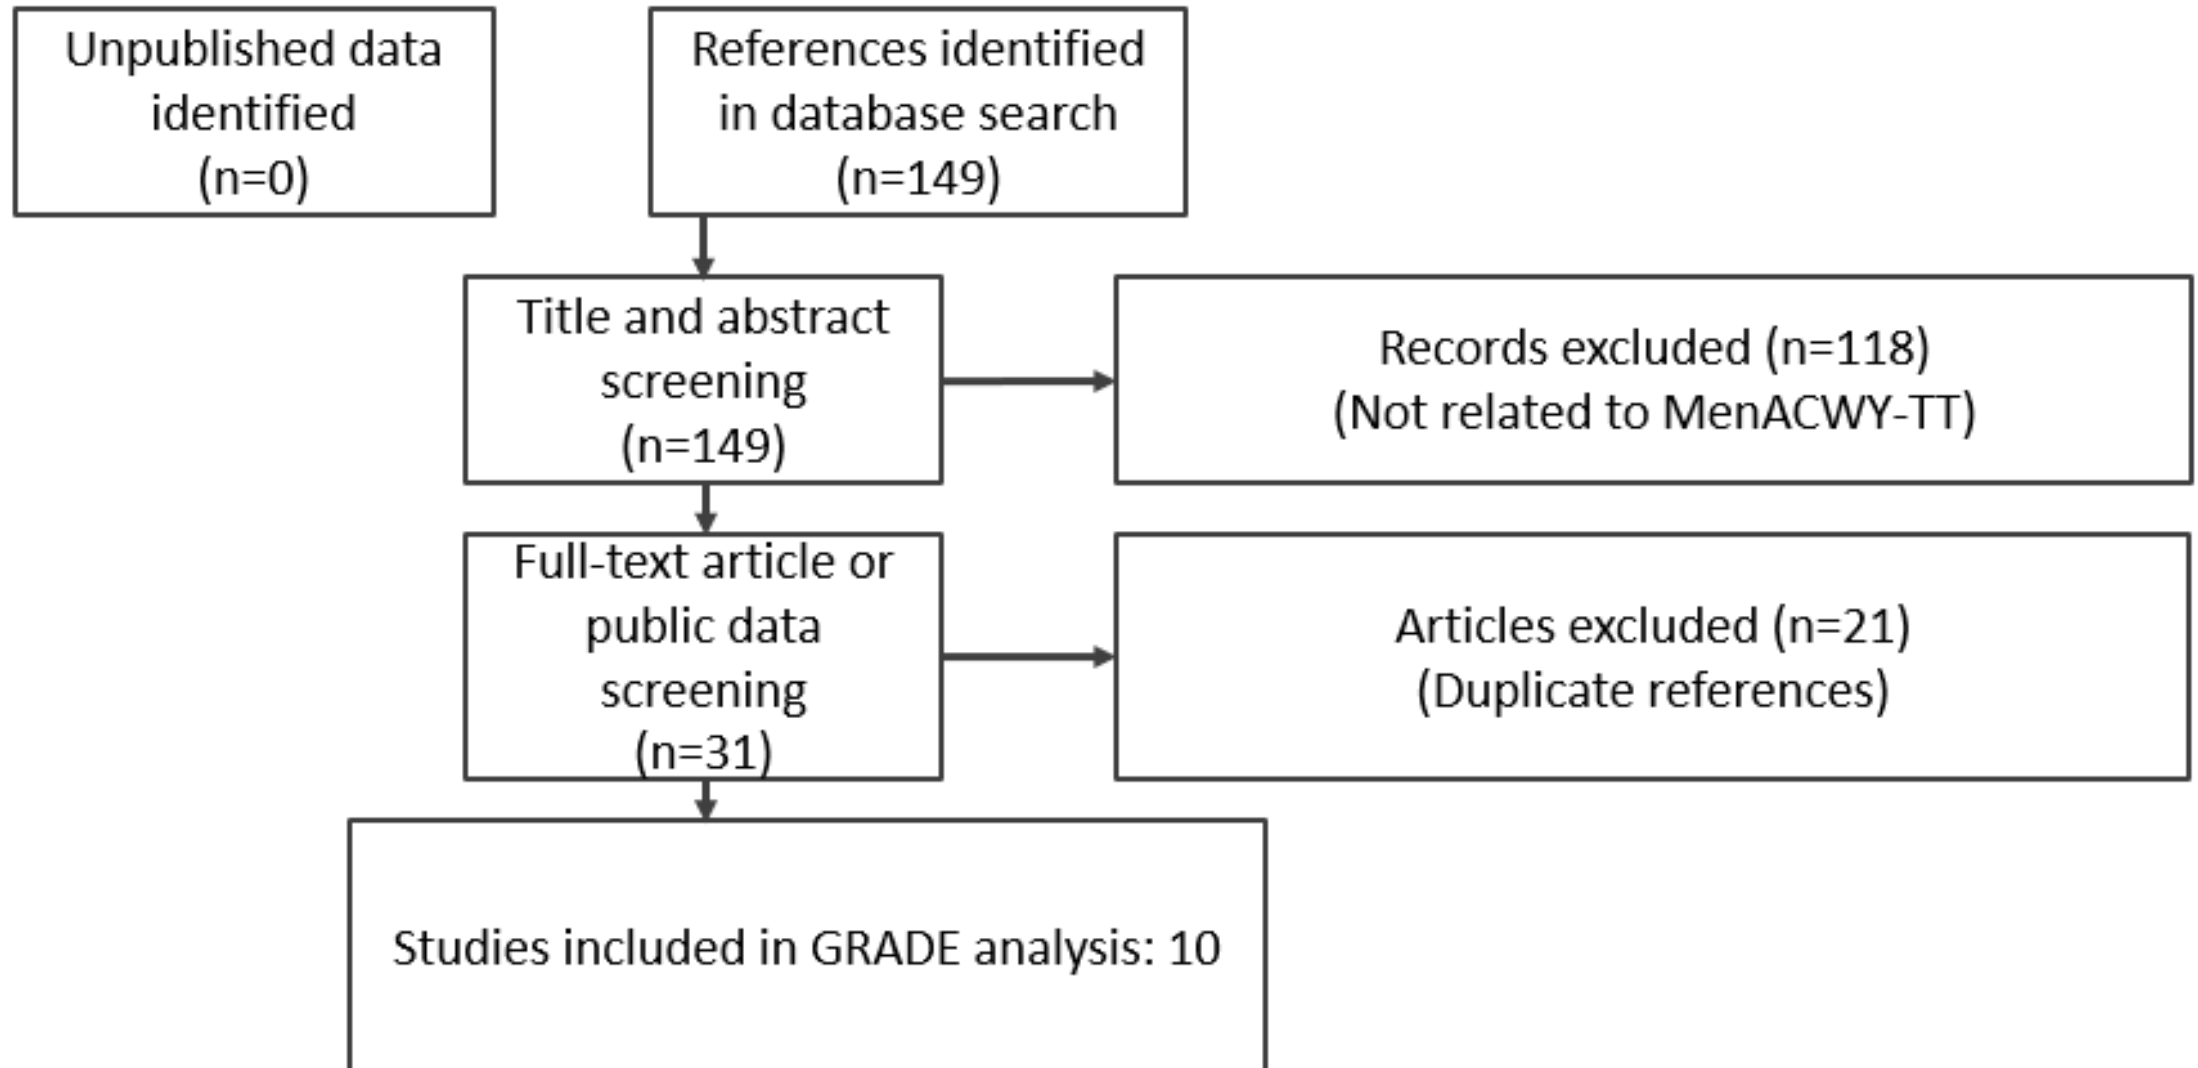 Unpublished data
identified
(n=0)
References identified
in database search
(n=149)
Title and abstract
screening
(n=149)
Records excluded (n=118)
(Not related to MenACWY-TT)
Full-text article or
public data
screening
(n=31)
Articles excluded (n=21)
(Duplicate references)
Studies included in GRADE analysis: 10